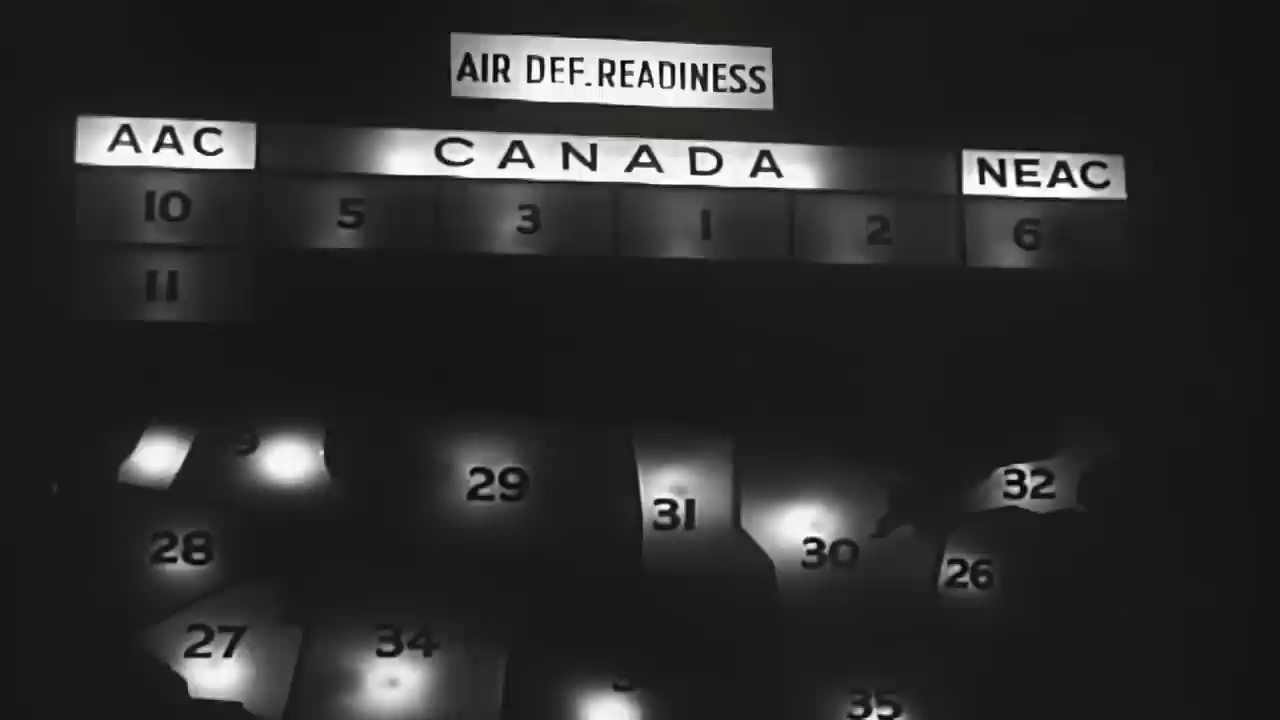 AIR DEF. READINESS
AAC CANADA NEAC
10 5 3 1 2 6
11
29 31 32
28 30 26
27 34
35